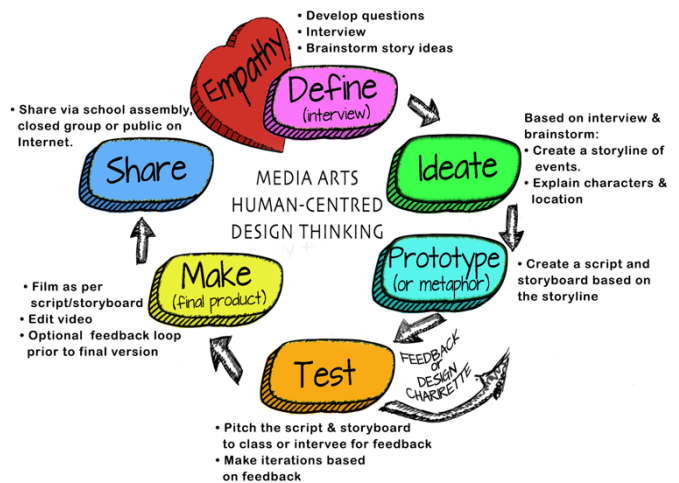 • Develop questions
• Interview
• Brainstorm story ideas
Empathy
Define
(interview)
• Share via school assembly,
closed group or public on
Internet.
Share
Based on interview &
brainstorm:
• Create a storyline of
events.
• Explain characters &
location
Ideate
MEDIA ARTS
HUMAN-CENTRED
DESIGN THINKING
Prototype
(or metaphor)
• Create a script and
storyboard based on
the storyline
Make
(final product)
• Film as per
script/storyboard
• Edit video
• Optional feedback loop
prior to final version
Test
FEEDBACK
or
DESIGN
CHARIRETTE
• Pitch the script & storyboard
to class or intervee for feedback
• Make iterations based
on feedback